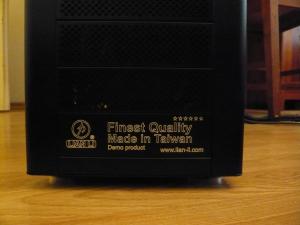 ******
Finest Quality
Made in Taiwan
LIAN LI ®
Demo product www.lian-li.com